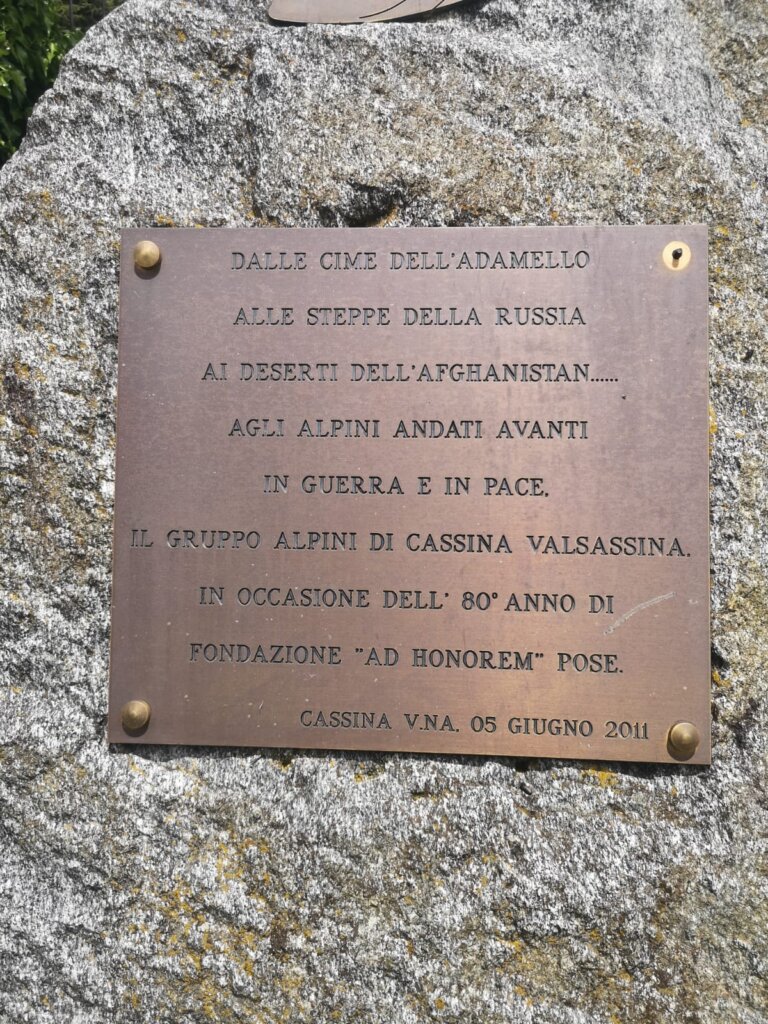 DALLE CIME DELL'ADAMELLO
ALLE STEPPE DELLA RUSSIA
AI DESERTI DELL'AFGHANISTAN......
AGLI ALPINI ANDATI AVANTI
IN GUERRA E IN PACE,
IL GRUPPO ALPINI DI CASSINA VALSASSINA.
IN OCCASIONE DELL' 80° ANNO DI
FONDAZIONE "AD HONOREM" POSE.
CASSINA V.NA. 05 GIUGNO 2011